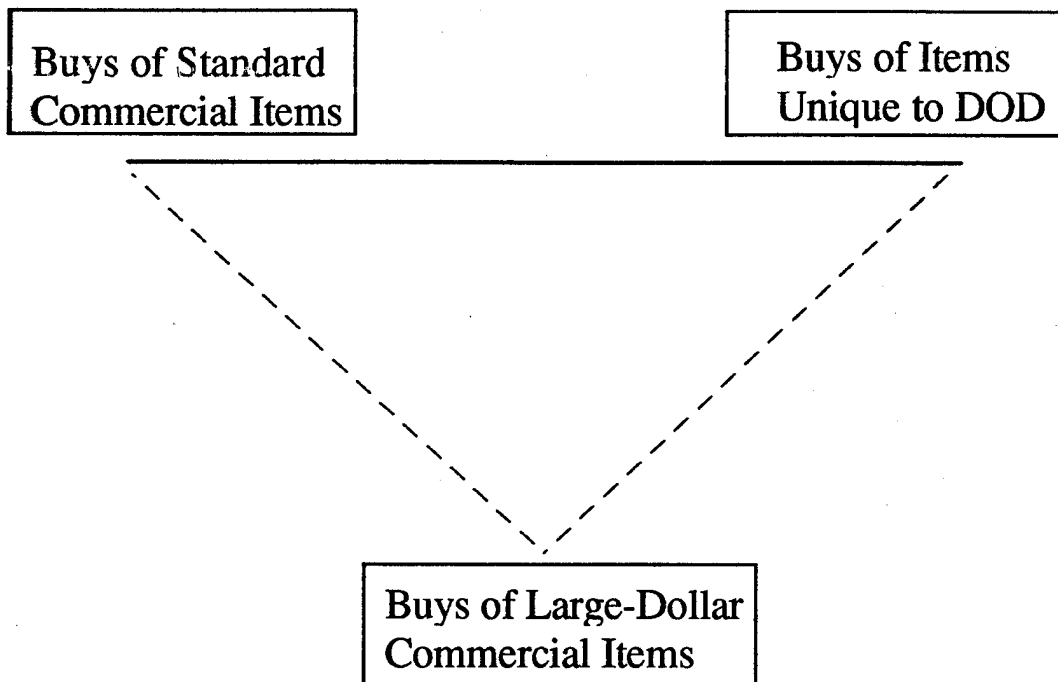 Buys of Standard
Commercial Items
Buys of Items
Unique to DOD
Buys of Large-Dollar
Commercial Items